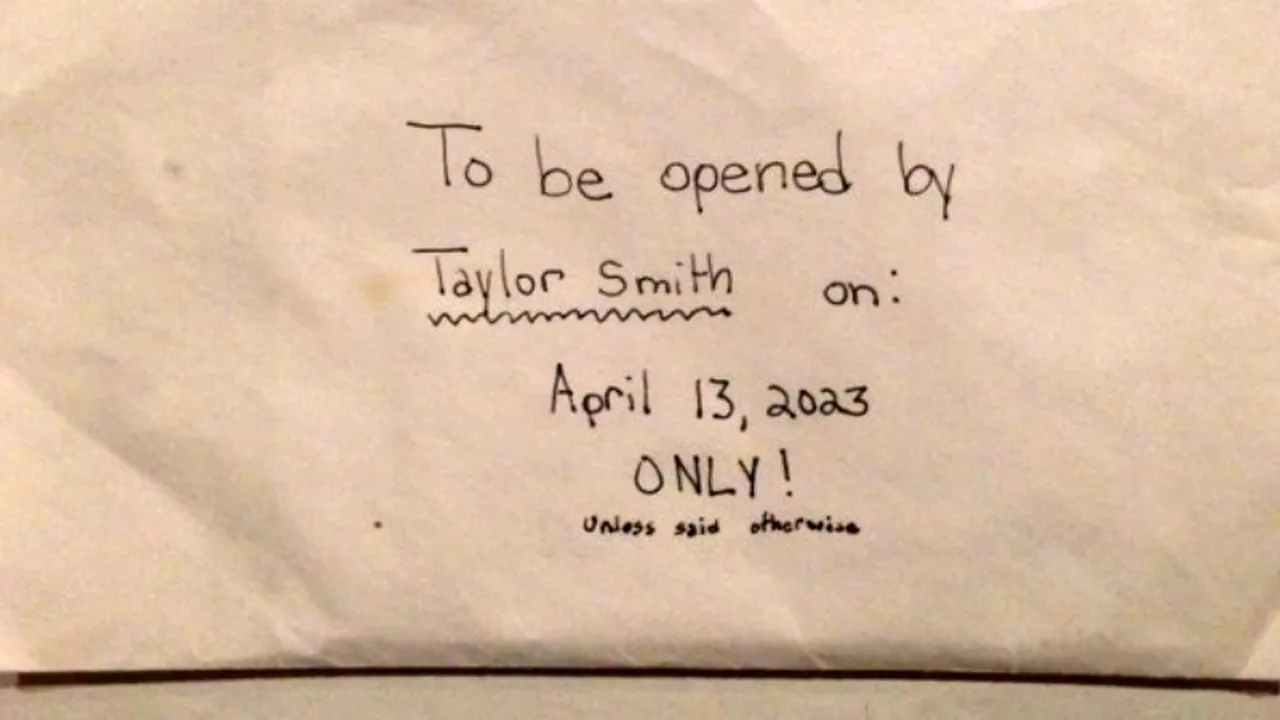 To be opened by
Taylor Smith on:
April 13, 2023
ONLY!
Unless said otherwise